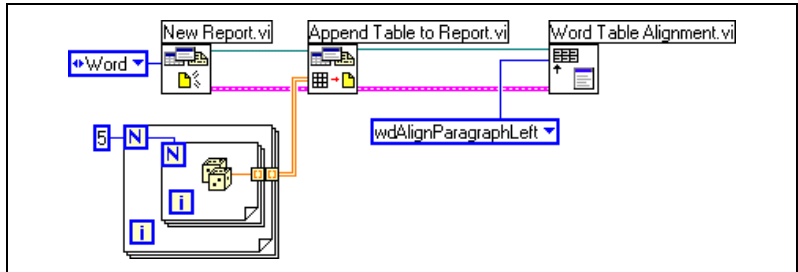 New Report.vi
Append Table to Report.vi
Word Table Alignment.vi
Word
wdAlignParagraphLeft
5
N
N
i
i